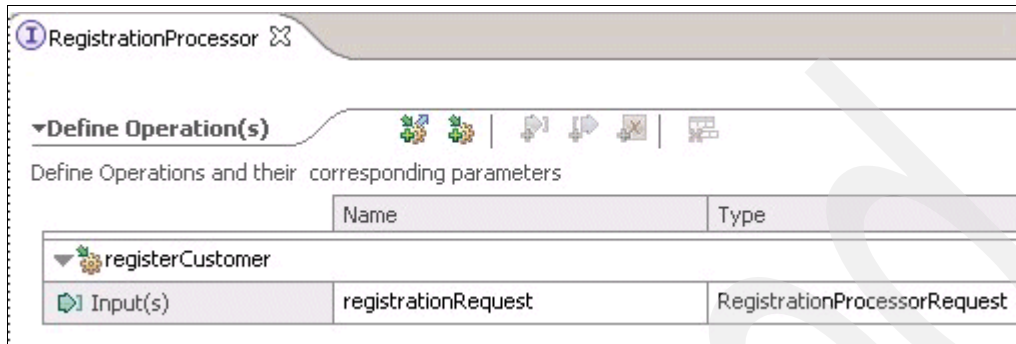 RegistrationProcessor
Define Operation(s)
Define Operations and their corresponding parameters
Name Type
registerCustomer
Input(s) registrationRequest RegistrationProcessorRequest